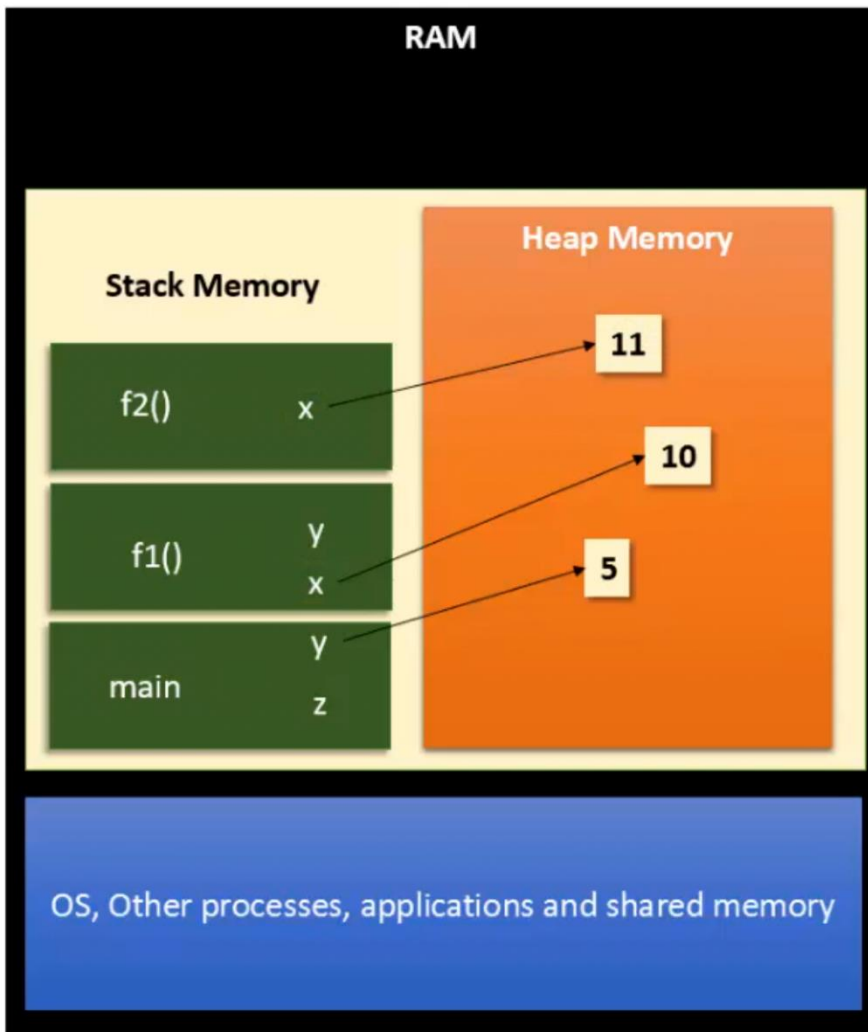 RAM
Stack Memory
Heap Memory
f2()
x
11
f1()
y
x
10
main
y
z
5
OS, Other processes, applications and shared memory